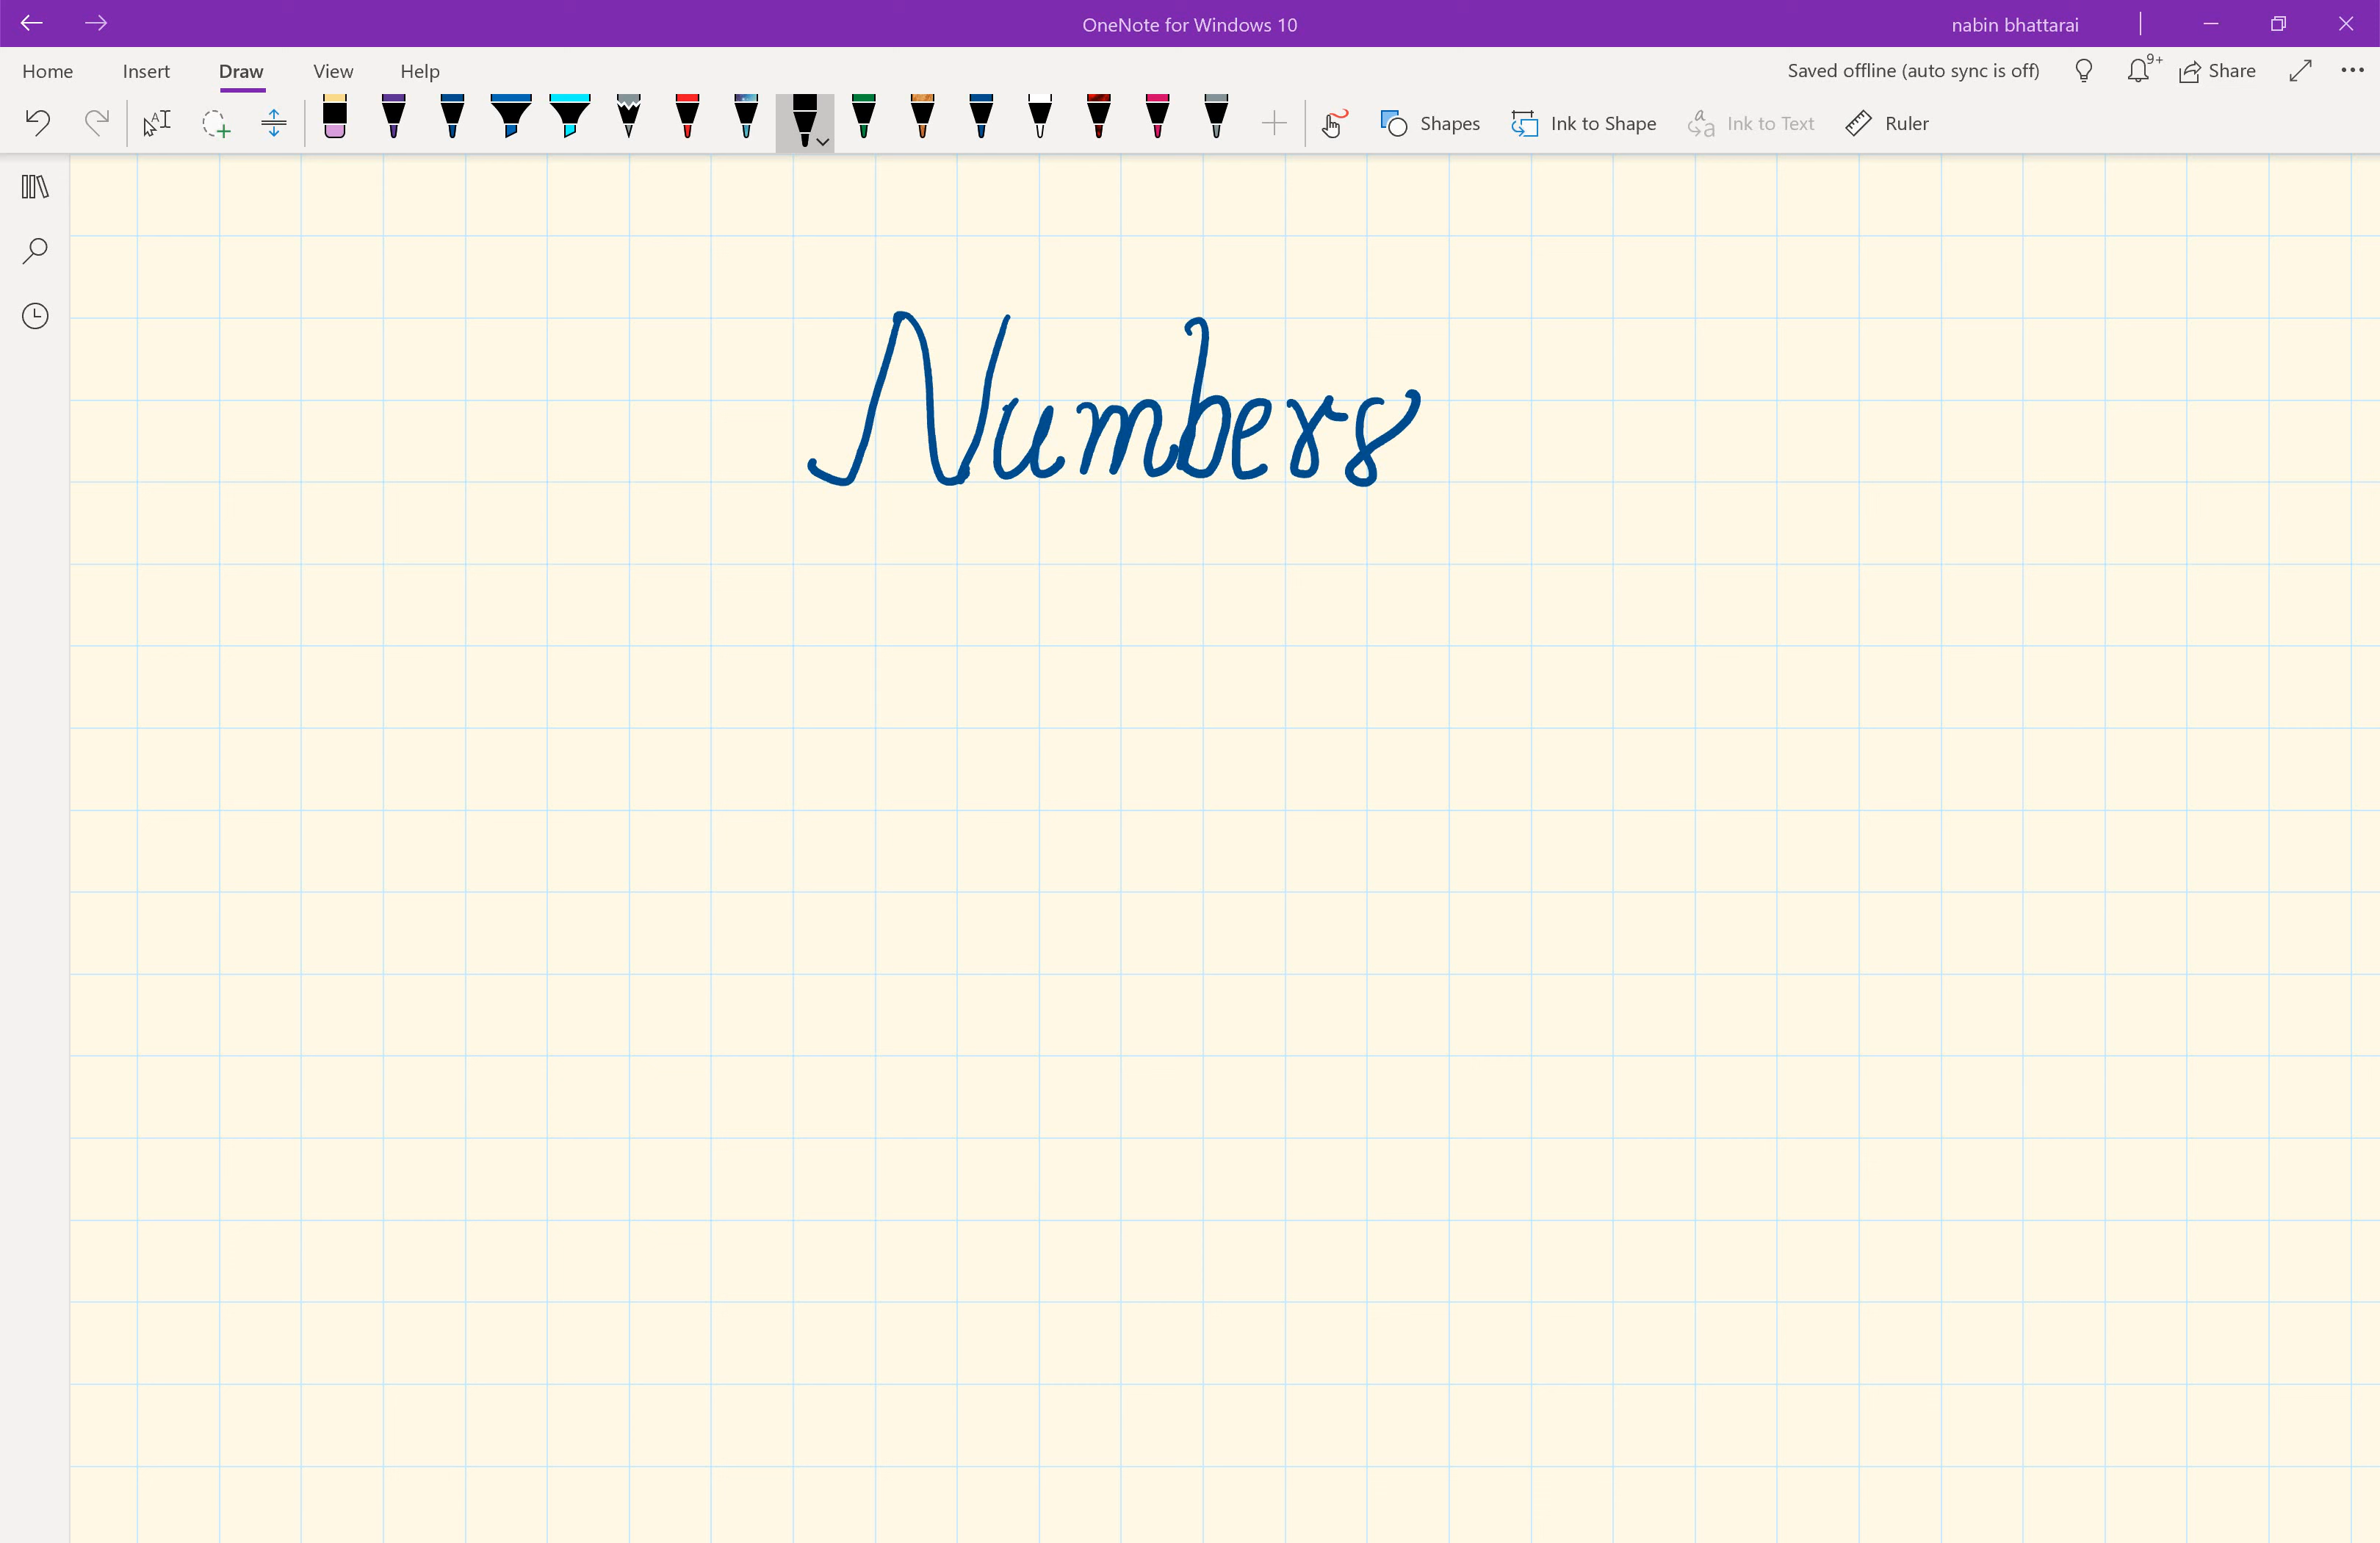 OneNote for Windows 10
nabin bhattarai
Home Insert Draw View Help
Saved offline (auto sync is off)
9+
Share
Shapes
Ink to Shape
Ink to Text
Ruler
Numbers